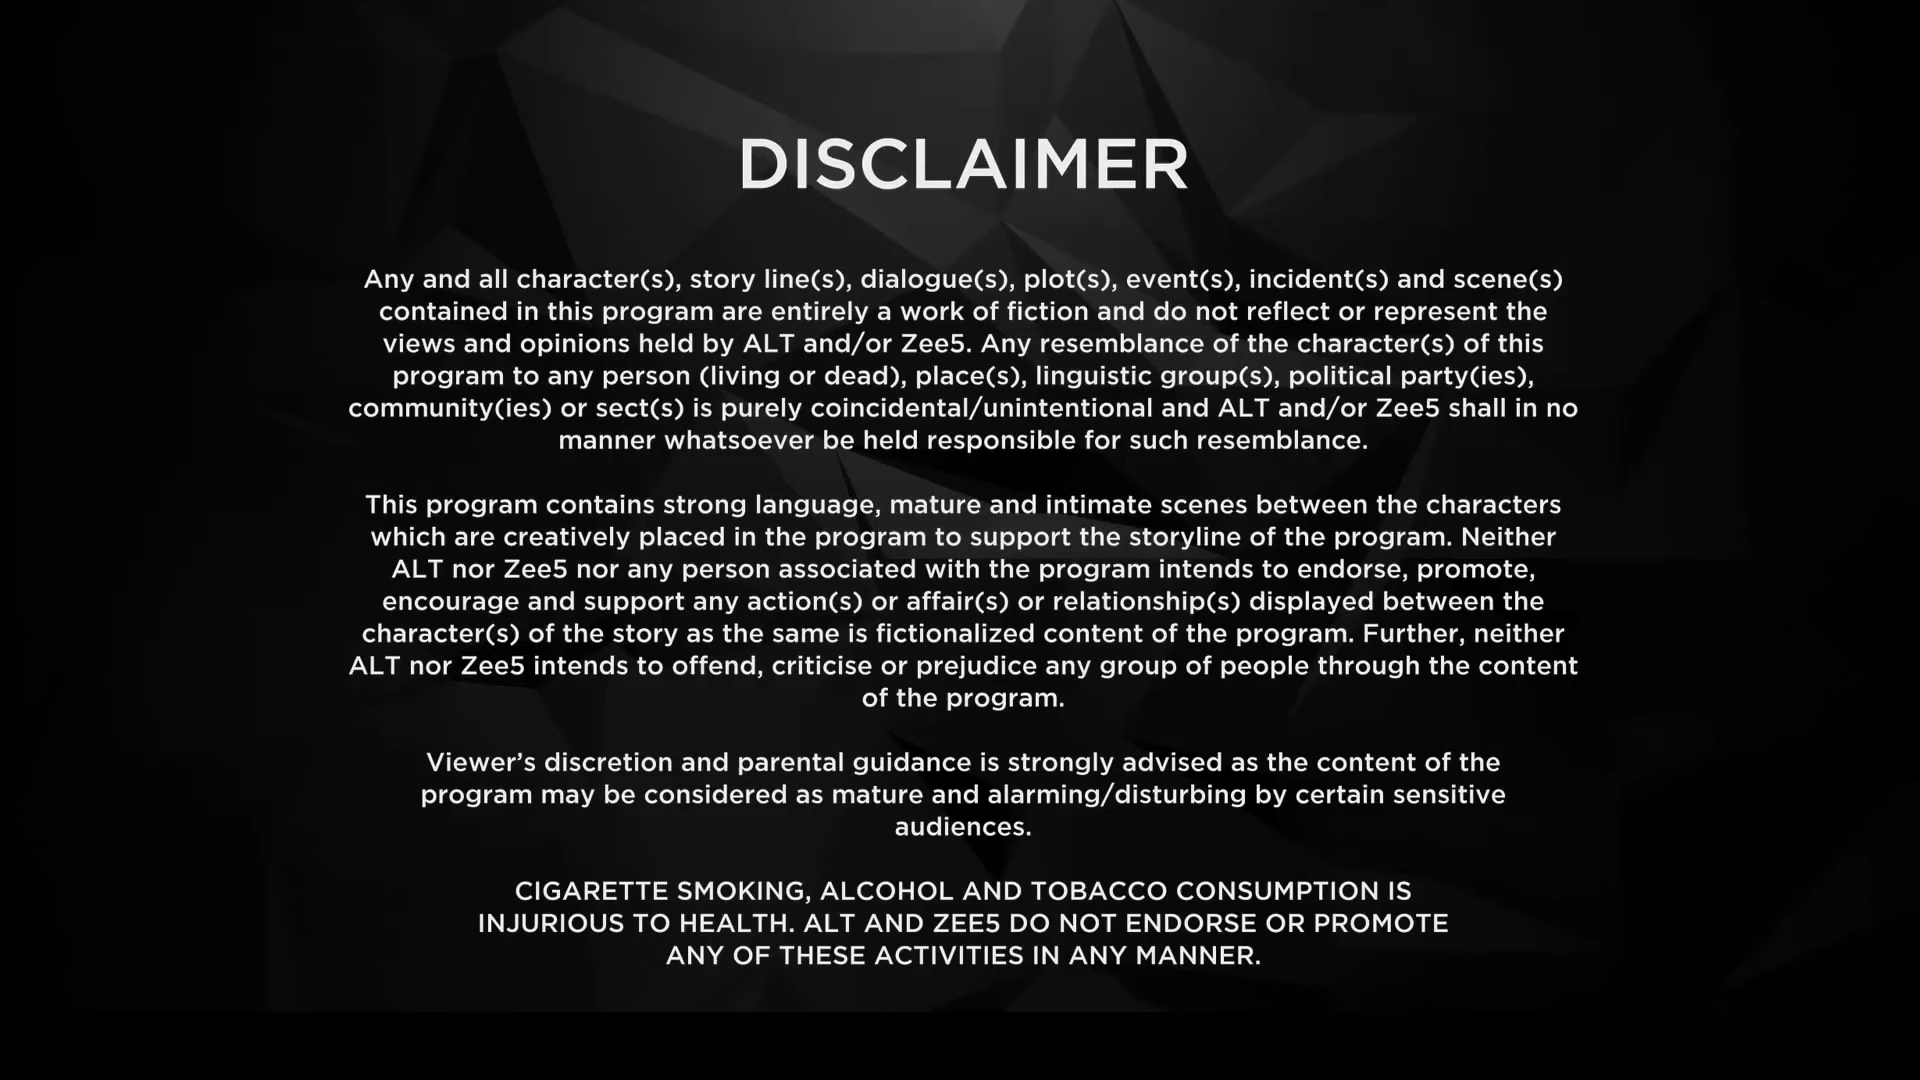 DISCLAIMER
Any and all character(s), story line(s), dialogue(s), plot(s), event(s), incident(s) and scene(s)
contained in this program are entirely a work of fiction and do not reflect or represent the
views and opinions held by ALT and/or Zee5. Any resemblance of the character(s) of this
program to any person (living or dead), place(s), linguistic group(s), political party(ies),
community(ies) or sect(s) is purely coincidental/unintentional and ALT and/or Zee5 shall in no
manner whatsoever be held responsible for such resemblance.
This program contains strong language, mature and intimate scenes between the characters
which are creatively placed in the program to support the storyline of the program. Neither
ALT nor Zee5 nor any person associated with the program intends to endorse, promote,
encourage and support any action(s) or affair(s) or relationship(s) displayed between the
character(s) of the story as the same is fictionalized content of the program. Further, neither
ALT nor Zee5 intends to offend, criticise or prejudice any group of people through the content
of the program.
Viewer’s discretion and parental guidance is strongly advised as the content of the
program may be considered as mature and alarming/disturbing by certain sensitive
audiences.
CIGARETTE SMOKING, ALCOHOL AND TOBACCO CONSUMPTION IS
INJURIOUS TO HEALTH. ALT AND ZEE5 DO NOT ENDORSE OR PROMOTE
ANY OF THESE ACTIVITIES IN ANY MANNER.